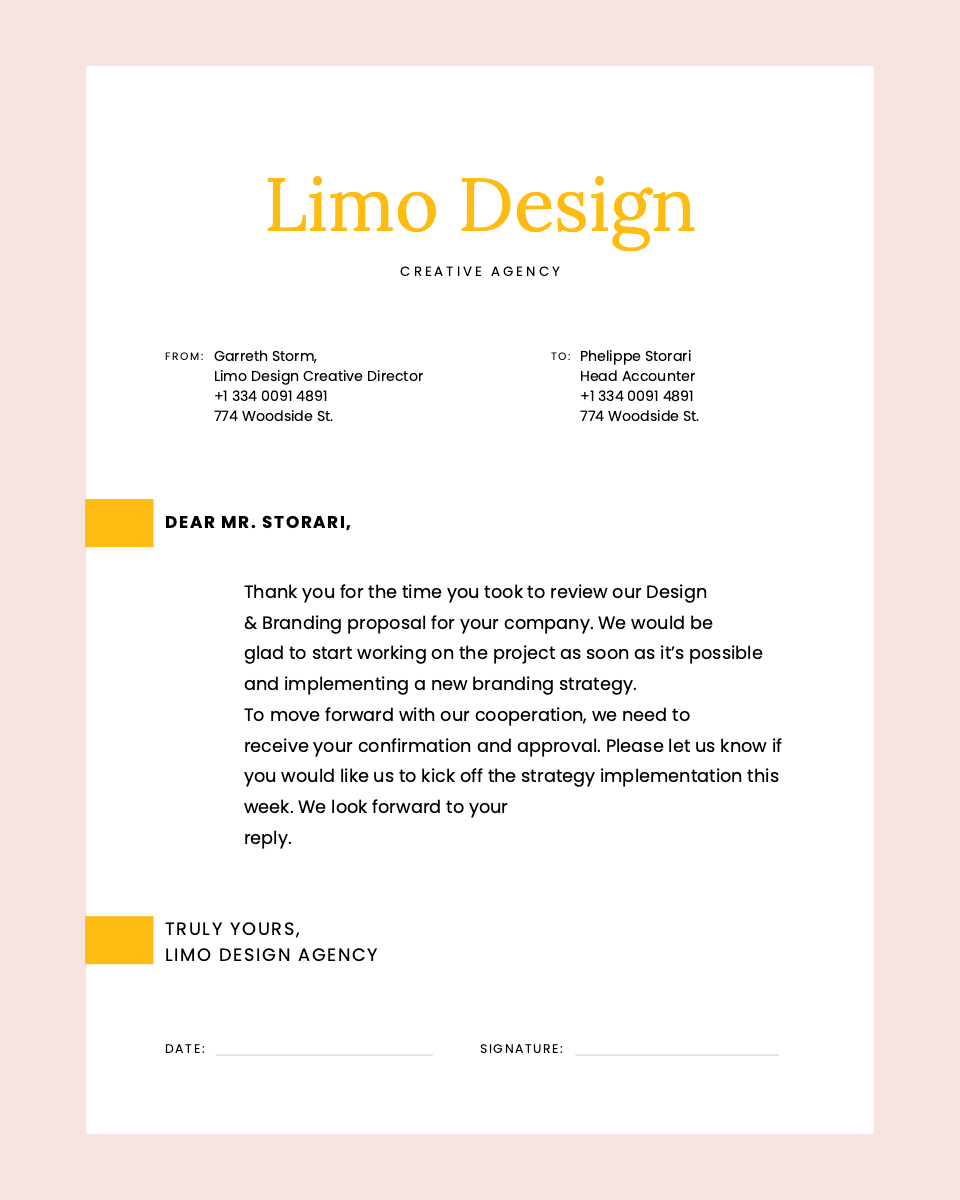 Limo Design
CREATIVE AGENCY
FROM: Garreth Storm,
Limo Design Creative Director
+1 334 0091 4891
774 Woodside St.
TO: Phelippe Storari
Head Accounter
+1 334 0091 4891
774 Woodside St.
DEAR MR. STORARI,
Thank you for the time you took to review our Design
& Branding proposal for your company. We would be
glad to start working on the project as soon as it’s possible
and implementing a new branding strategy.
To move forward with our cooperation, we need to
receive your confirmation and approval. Please let us know if
you would like us to kick off the strategy implementation this
week. We look forward to your
reply.
TRULY YOURS,
LIMO DESIGN AGENCY
DATE:
SIGNATURE: